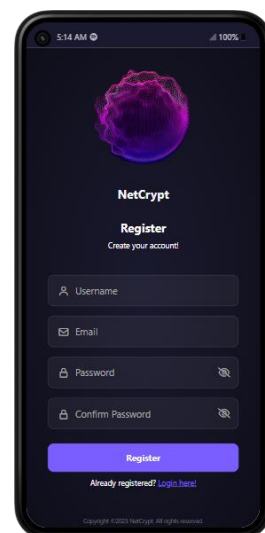 5:14 AM
100%
NetCrypt
Register
Create your account!
Username
Email
Password
Confirm Password
Register
Already registered? Login here!
Copyright ©2025 NetCrypt. All rights reserved.